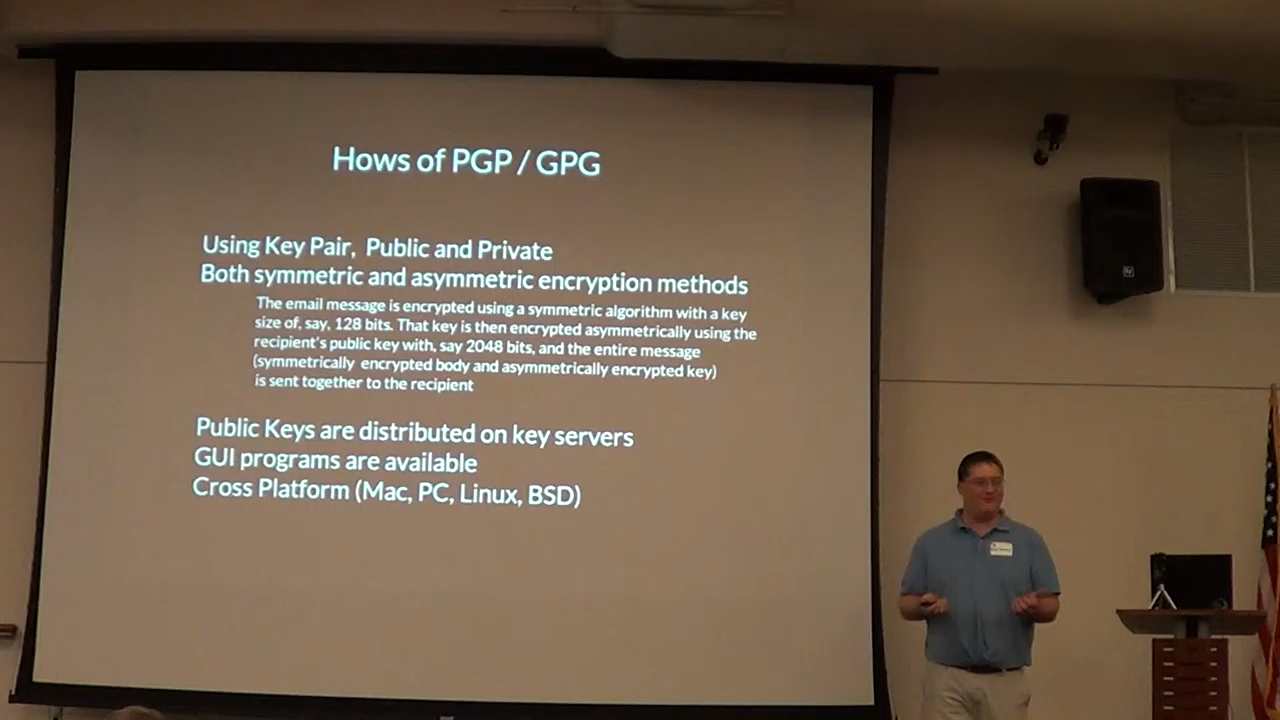 Hows of PGP / GPG
Using Key Pair, Public and Private
Both symmetric and asymmetric encryption methods
The email message is encrypted using a symmetric algorithm with a key
size of, say, 128 bits. That key is then encrypted asymmetrically using the
recipient's public key with, say 2048 bits, and the entire message
(symmetrically encrypted body and asymmetrically encrypted key)
is sent together to the recipient
Public Keys are distributed on key servers
GUI programs are available
Cross Platform (Mac, PC, Linux, BSD)